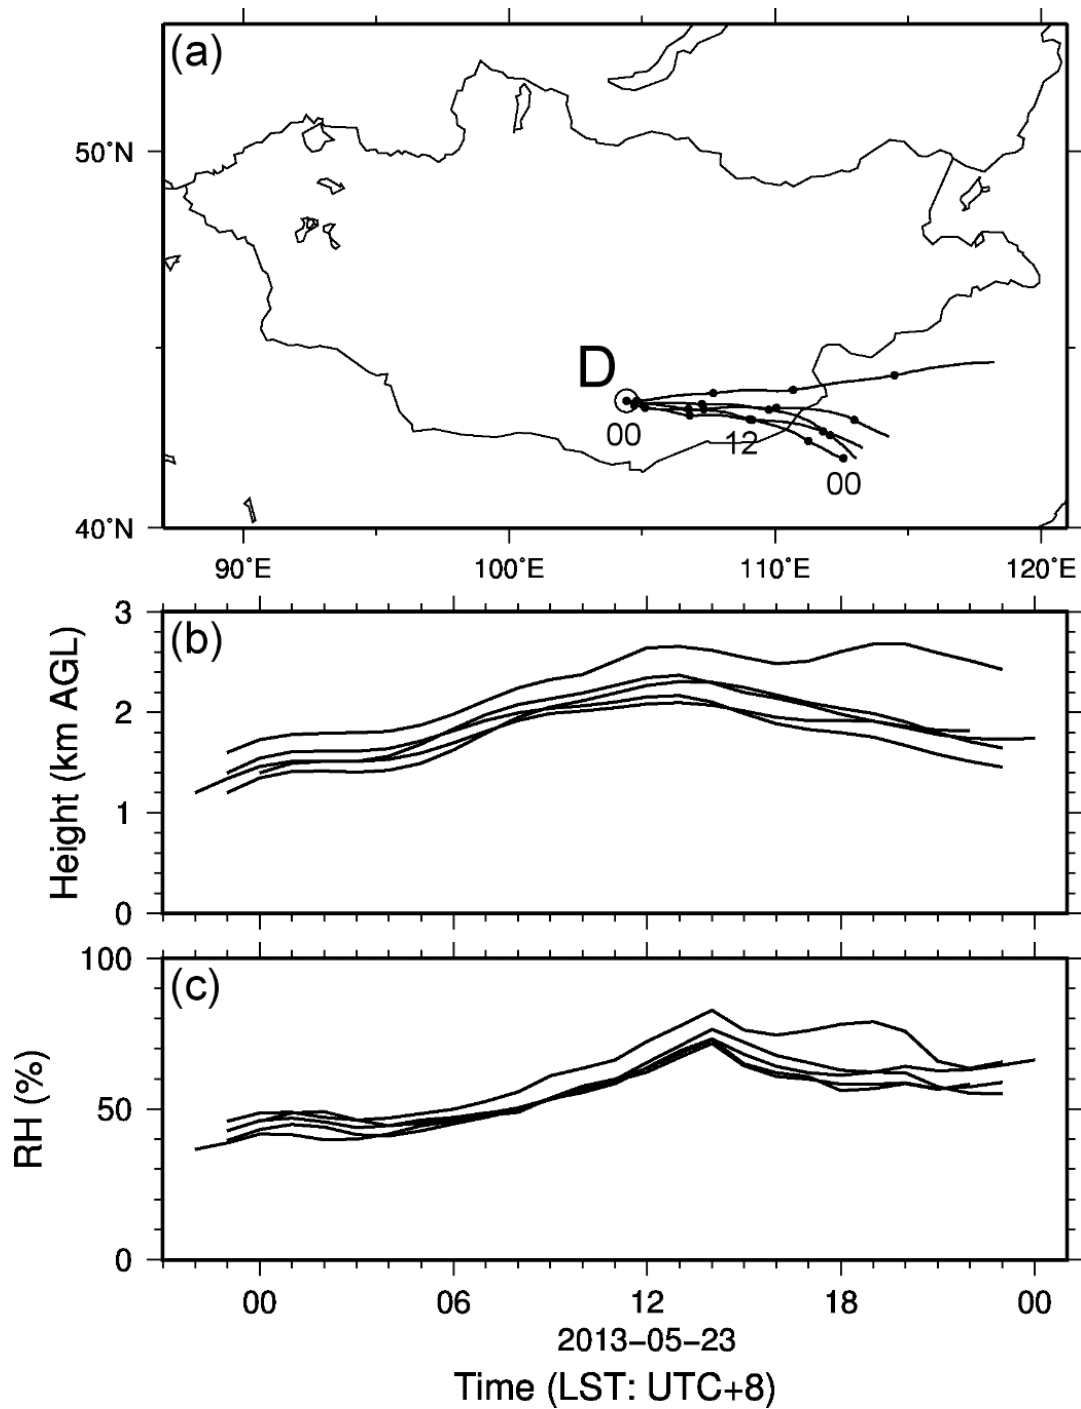 (a)
50°N
D
00
12
00
40°N
90°E 100°E 110°E 120°E
(b)
3
2
1
0
Height (km AGL)
(c)
100
50
0
RH (%)
00 06 12 18 00
2013-05-23
Time (LST: UTC+8)